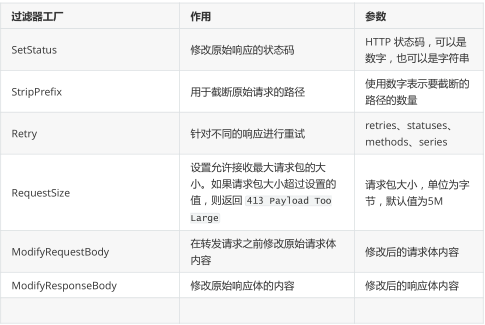 过滤器工厂 作用 参数
SetStatus 修改原始响应的状态码 HTTP 状态码，可以是
数字，也可以是字符串
StripPrefix 用于截断原始请求的路径 使用数字表示要截断的
路径的数量
Retry 针对不同的响应进行重试 retries、statuses、
methods、series
设置允许接收最大请求包的大
小。如果请求包大小超过设置的
RequestSize 值，则返回 413 Payload Too 请求包大小，单位为字
Large 节，默认值为5M
ModifyRequestBody 在转发请求之前修改原始请求体 修改后的请求体内容
内容
ModifyResponseBody 修改原始响应体的内容 修改后的响应体内容